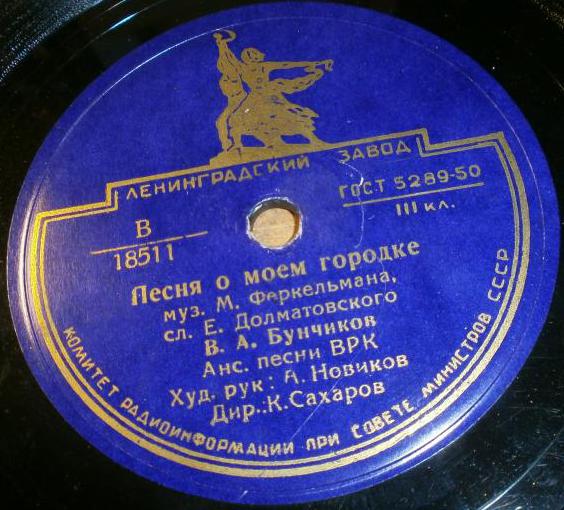 ЛЕНИНГРАДСКИЙ ЗАВОД
В
18511
ГОСТ 5289-50
III кл.
Песня о моем городке
муз. М. Феркельмана,
сл. Е. Долматовского
В. А. Бунчиков
Анс. песни ВРК
Худ. рук: А. Новиков
Дир.: К. Сахаров
КОМИТЕТ РАДИОИНФОРМАЦИИ ПРИ СОВЕТЕ МИНИСТРОВ СССР